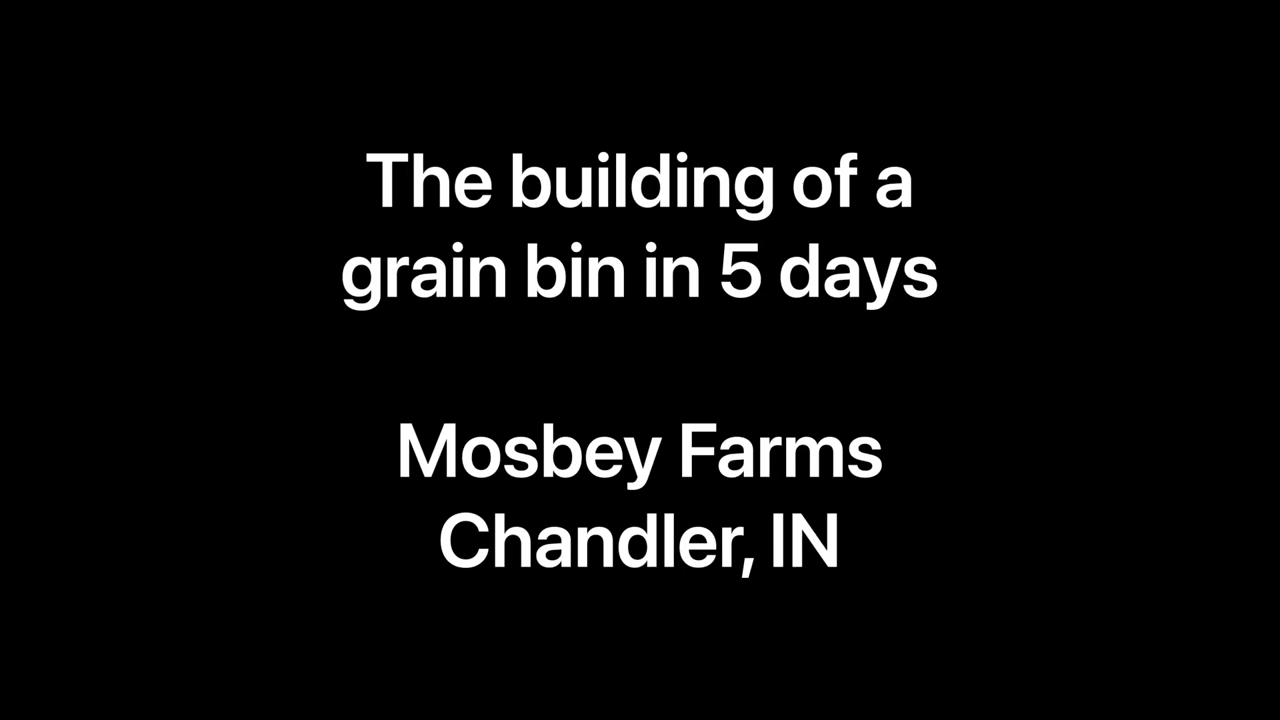 The building of a
grain bin in 5 days
Mosbey Farms
Chandler, IN